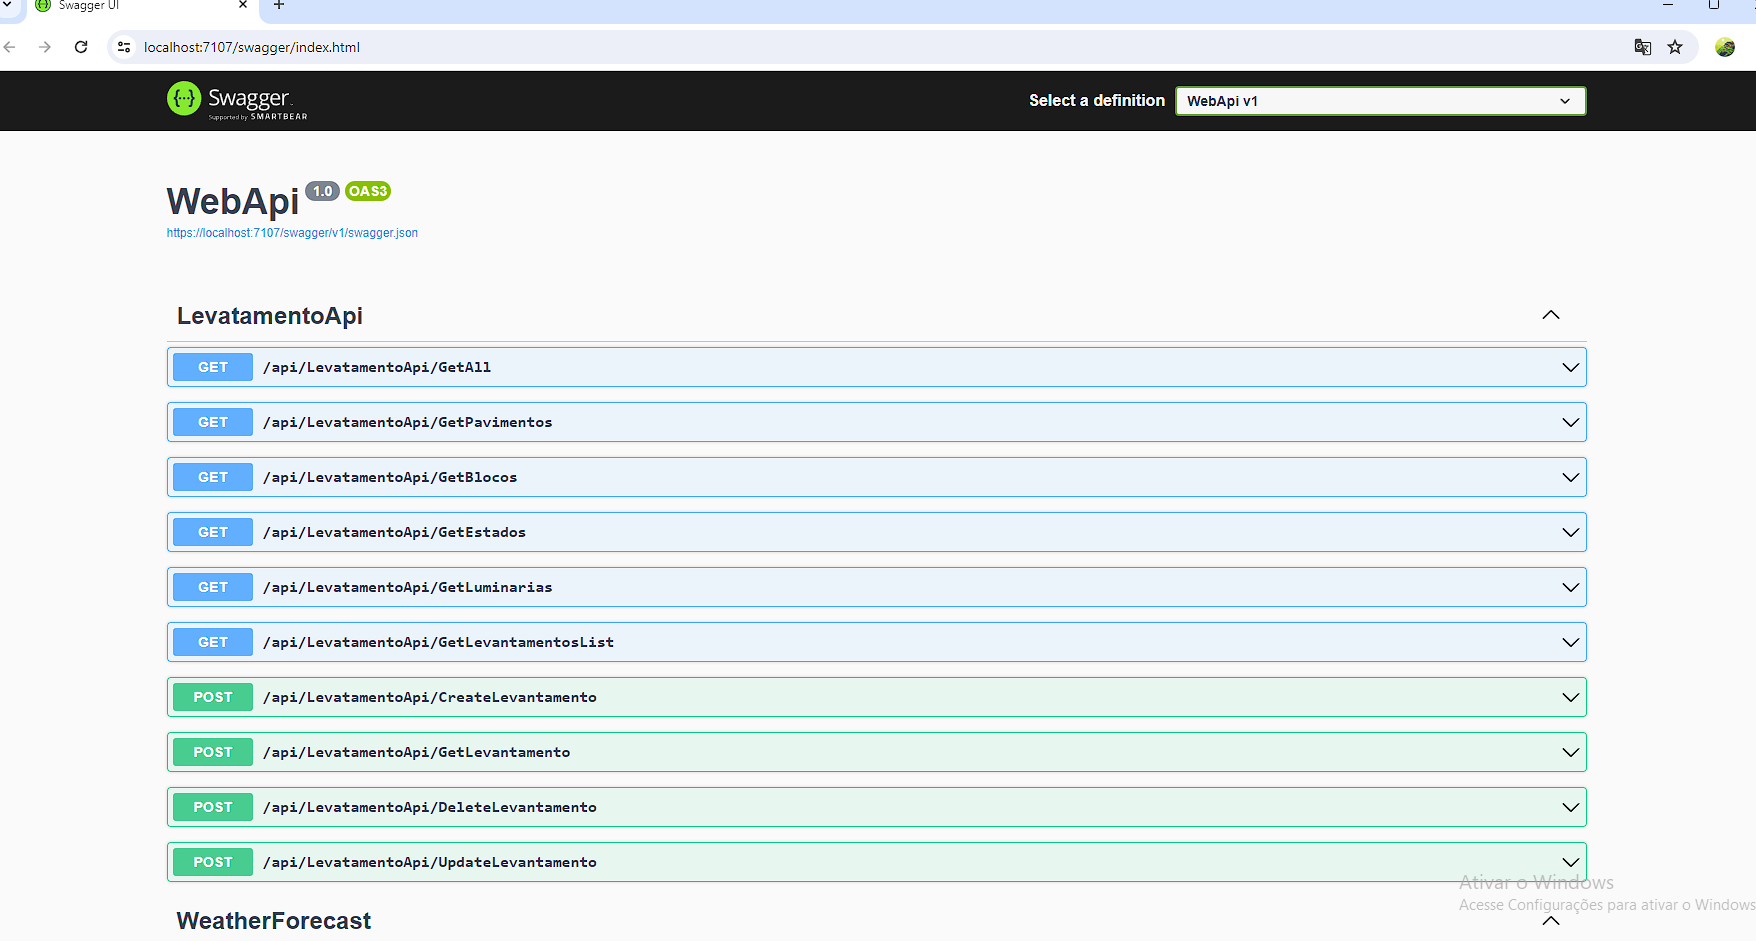 Swagger UI
localhost:7107/swagger/index.html
Swagger.
Supported by SMARTBEAR
Select a definition
WebApi v1
WebApi 1.0 OAS3
https://localhost:7107/swagger/v1/swagger.json
LevatamentoApi
GET /api/LevatamentoApi/GetAll
GET /api/LevatamentoApi/GetPavimentos
GET /api/LevatamentoApi/GetBlocos
GET /api/LevatamentoApi/GetEstados
GET /api/LevatamentoApi/GetLuminarias
GET /api/LevatamentoApi/GetLevantamentosList
POST /api/LevatamentoApi/CreateLevantamento
POST /api/LevatamentoApi/GetLevantamento
POST /api/LevatamentoApi/DeleteLevantamento
POST /api/LevatamentoApi/UpdateLevantamento
Ativar o Windows
Acesse Configurações para ativar o Windows
WeatherForecast